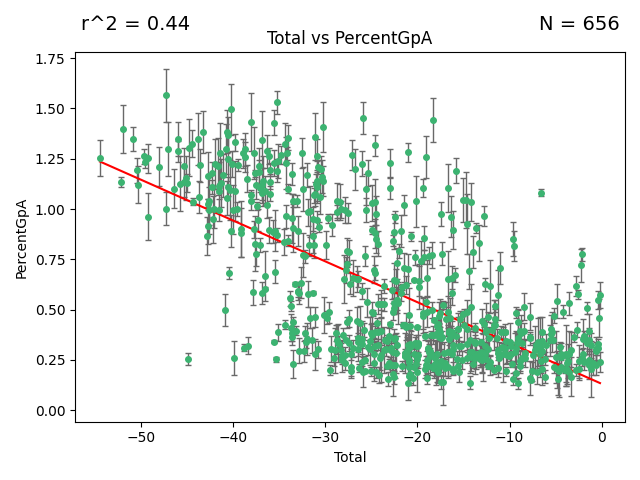 r^2 = 0.44
N = 656
Total vs PercentGpA
1.75
1.50
1.25
1.00
0.75
0.50
0.25
0.00
PercentGpA
−50
−40
−30
−20
−10
0
Total